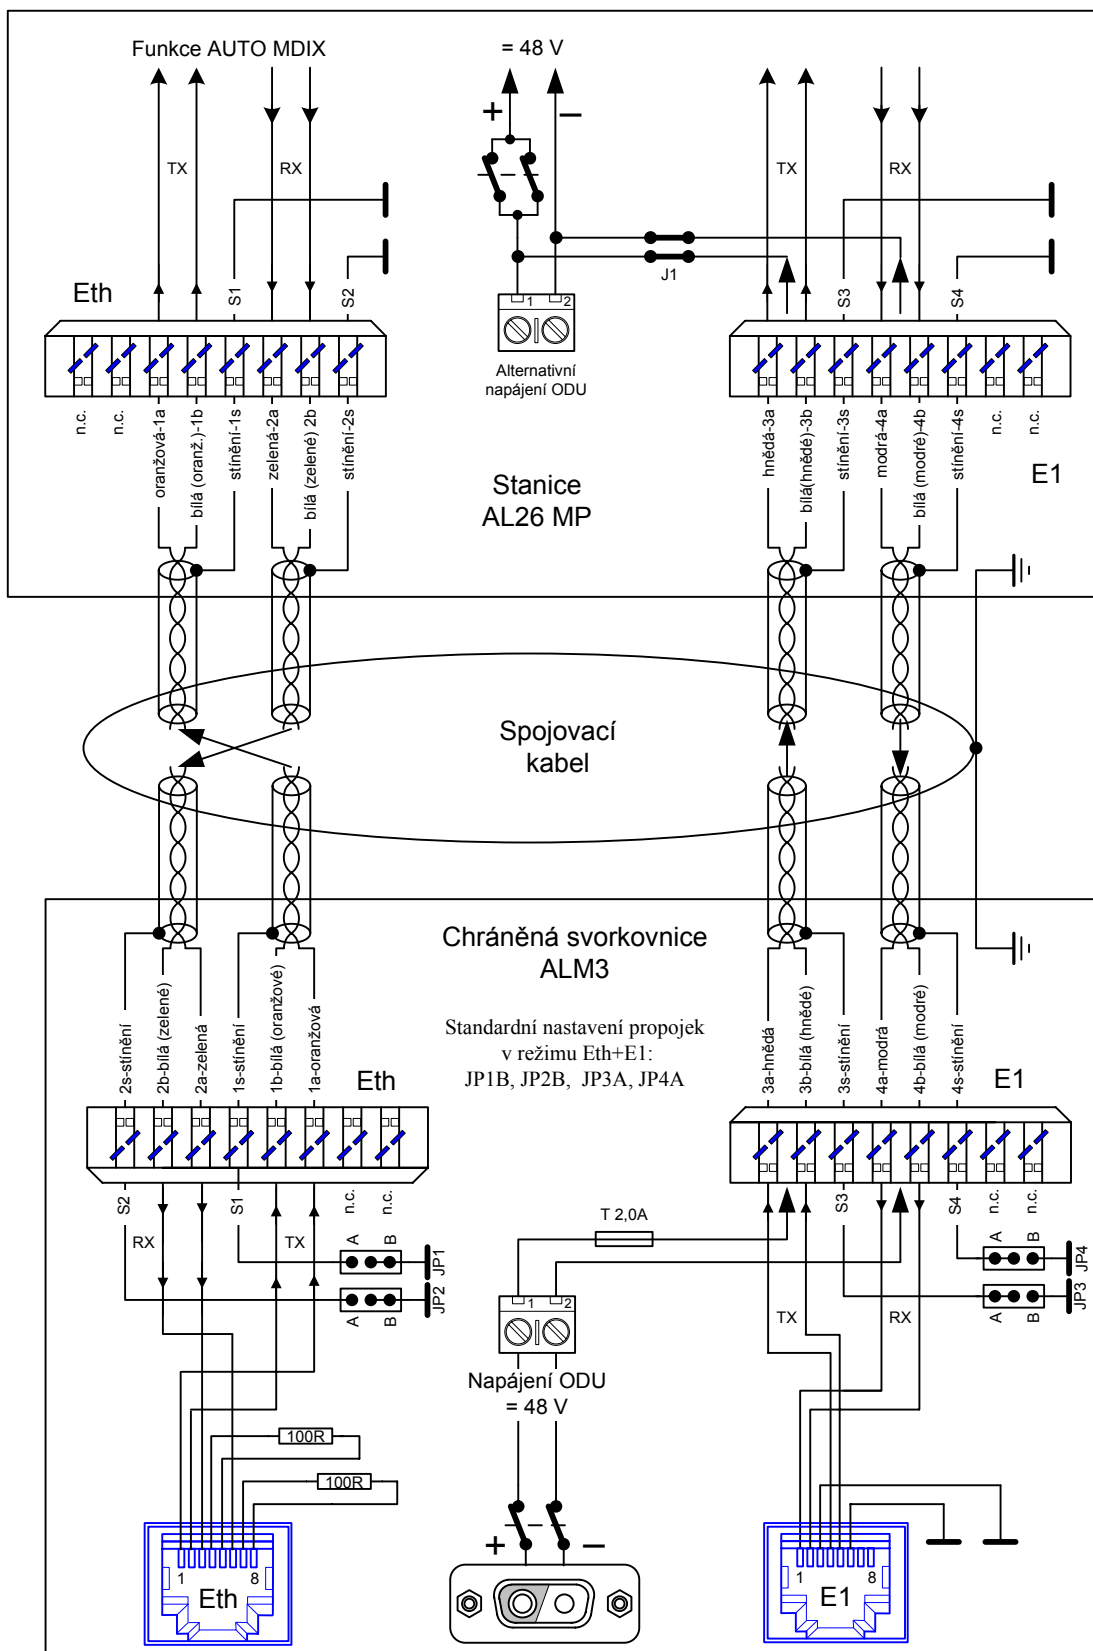 Funkce AUTO MDIX
= 48 V
+
–
TX
RX
TX
RX
J1
S1
S2
S3
S4
Eth
1
2
Alternativní
napájení ODU
n.c.
n.c.
oranžová-1a
bílá (oranž.)-1b
stínění-1s
zelená-2a
bílá (zelené) 2b
stínění-2s
hnědá-3a
bílá(hnědé)-3b
stínění-3s
modrá-4a
bílá (modré)-4b
stínění-4s
n.c.
n.c.
E1
Stanice
AL26 MP
Spojovací
kabel
Chráněná svorkovnice
ALM3
Standardní nastavení propojek
v režimu Eth+E1:
JP1B, JP2B, JP3A, JP4A
2s-stínění
2b-bílá (zelené)
2a-zelená
1s-stínění
1b-bílá (oranžové)
1a-oranžová
Eth
3a-hnědá
3b-bílá (hnědé)
3s-stínění
4a-modrá
4b-bílá (modré)
4s-stínění
E1
S2
S1
n.c.
n.c.
S3
S4
n.c.
n.c.
T 2,0A
RX
TX
A
B
JP1
JP2
A
B
A
B
JP4
JP3
A
B
1
2
TX
RX
Napájení ODU
= 48 V
100R
100R
+
–
1
8
Eth
1
8
E1